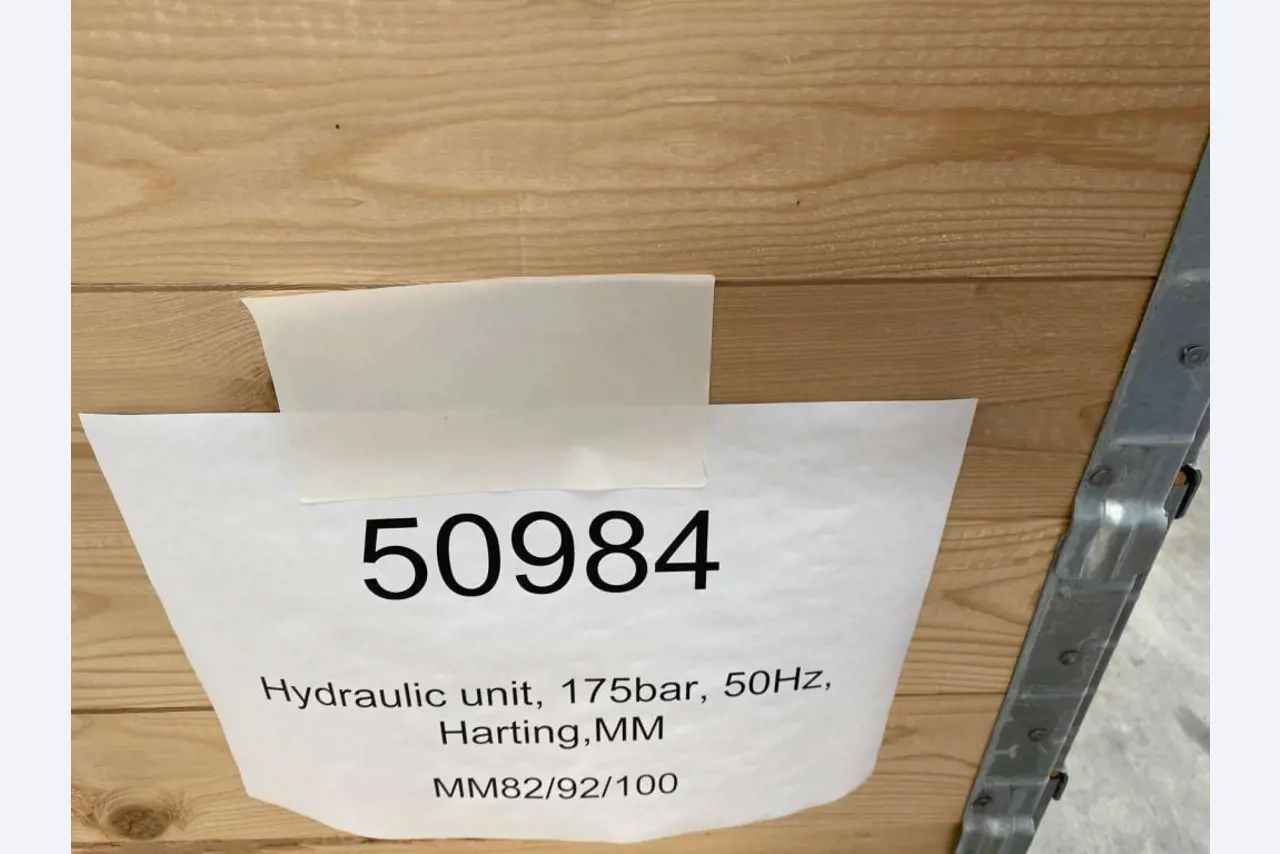 50984
Hydraulic unit, 175bar, 50Hz,
Harting,MM
MM82/92/100